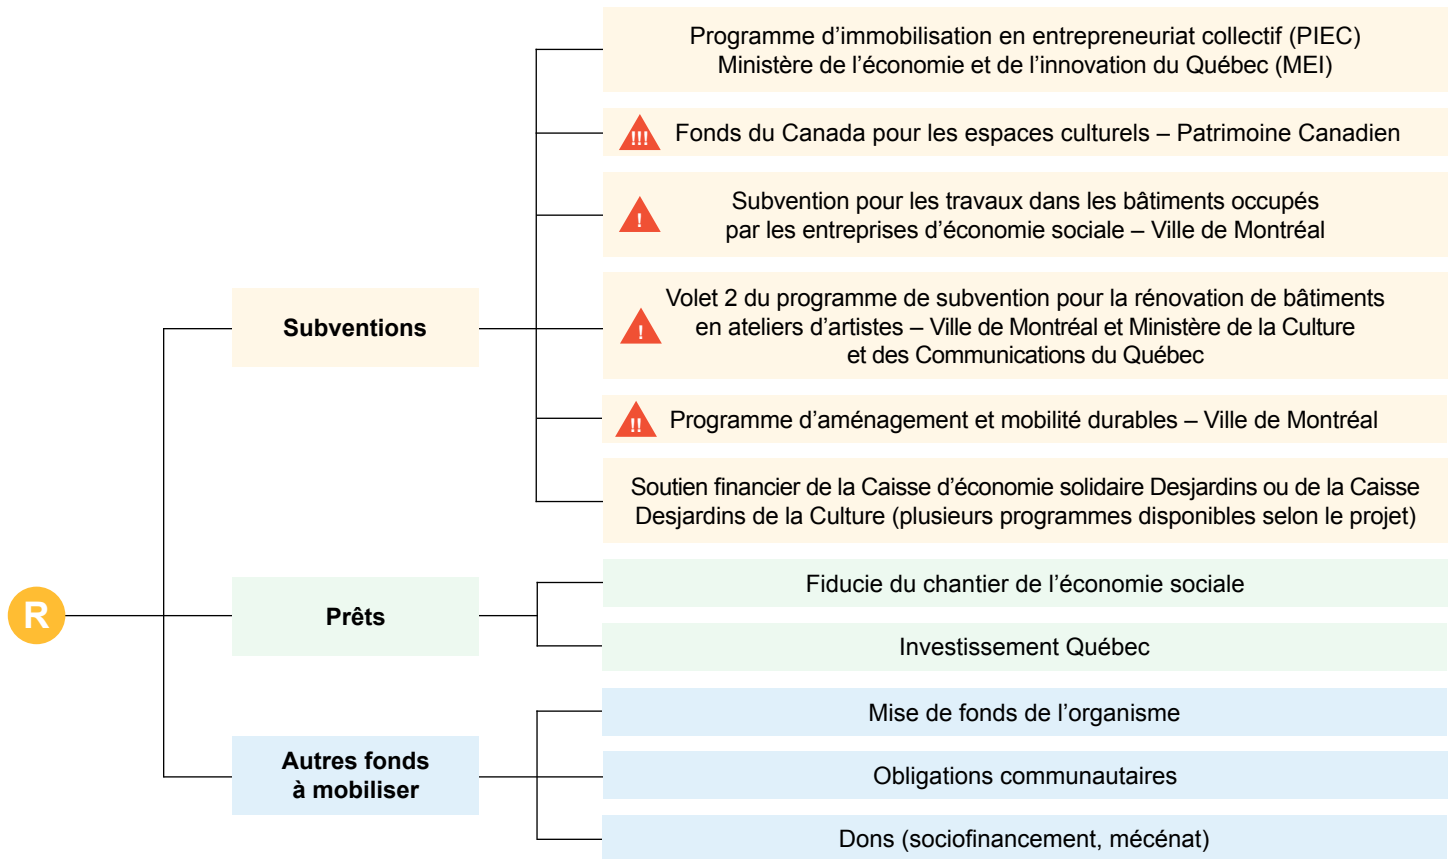 Programme d’immobilisation en entrepreneuriat collectif (PIEC)
Ministère de l’économie et de l’innovation du Québec (MEI)
!!! Fonds du Canada pour les espaces culturels – Patrimoine Canadien
Subvention pour les travaux dans les bâtiments occupés
! par les entreprises d’économie sociale – Ville de Montréal
Subventions
Volet 2 du programme de subvention pour la rénovation de bâtiments
! en ateliers d’artistes – Ville de Montréal et Ministère de la Culture
et des Communications du Québec
!! Programme d’aménagement et mobilité durables – Ville de Montréal
Soutien financier de la Caisse d’économie solidaire Desjardins ou de la Caisse
Desjardins de la Culture (plusieurs programmes disponibles selon le projet)
R
Prêts
Fiducie du chantier de l’économie sociale
Investissement Québec
Autres fonds
à mobiliser
Mise de fonds de l’organisme
Obligations communautaires
Dons (sociofinancement, mécénat)